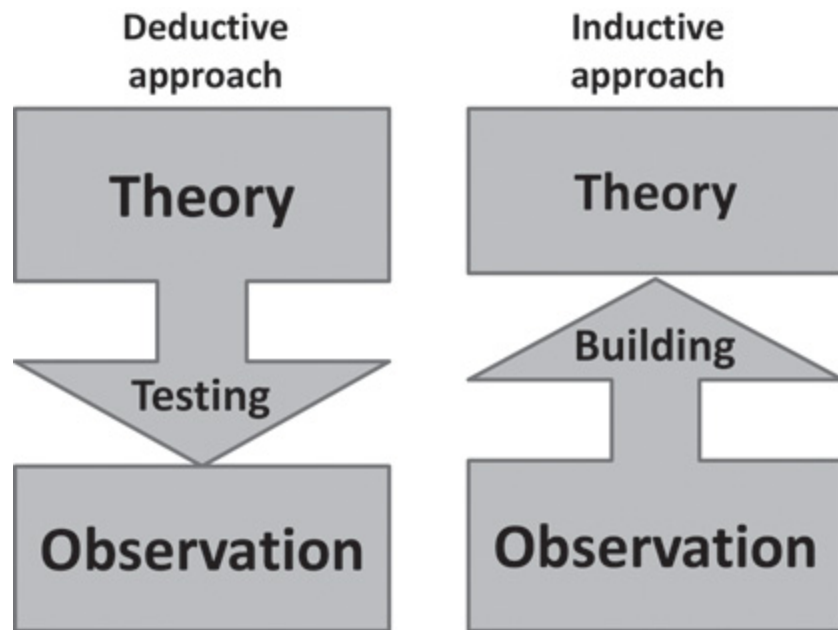 Deductive
approach
Theory
Testing
Observation
Inductive
approach
Theory
Building
Observation